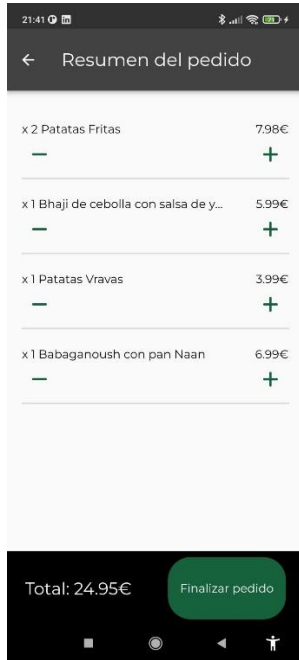 21:41
Resumen del pedido
x 2 Patatas Fritas 7.98€
x 1 Bhaji de cebolla con salsa de y... 5.99€
x 1 Patatas Vravas 3.99€
x 1 Babaganoush con pan Naan 6.99€
Total: 24.95€ Finalizar pedido